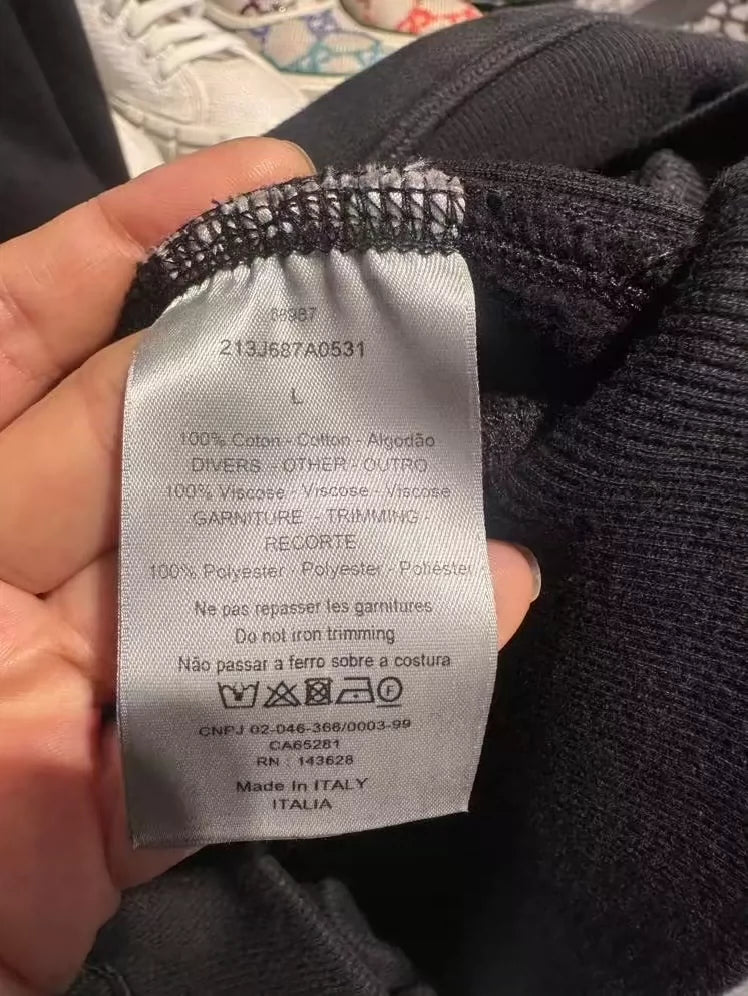 213J687A0531
L
100% Coton - Cotton - Algodão
DIVERS - OTHER - OUTRO
100% Viscose - Viscose - Viscose
GARNITURE - TRIMMING -
RECORTE
100% Polyester - Polyester - Poliéster
Ne pas repasser les garnitures
Do not iron trimming
Não passar a ferro sobre a costura
F
CNPJ 02-046-366/0003-99
CA65281
RN : 143628
Made in ITALY
ITALIA